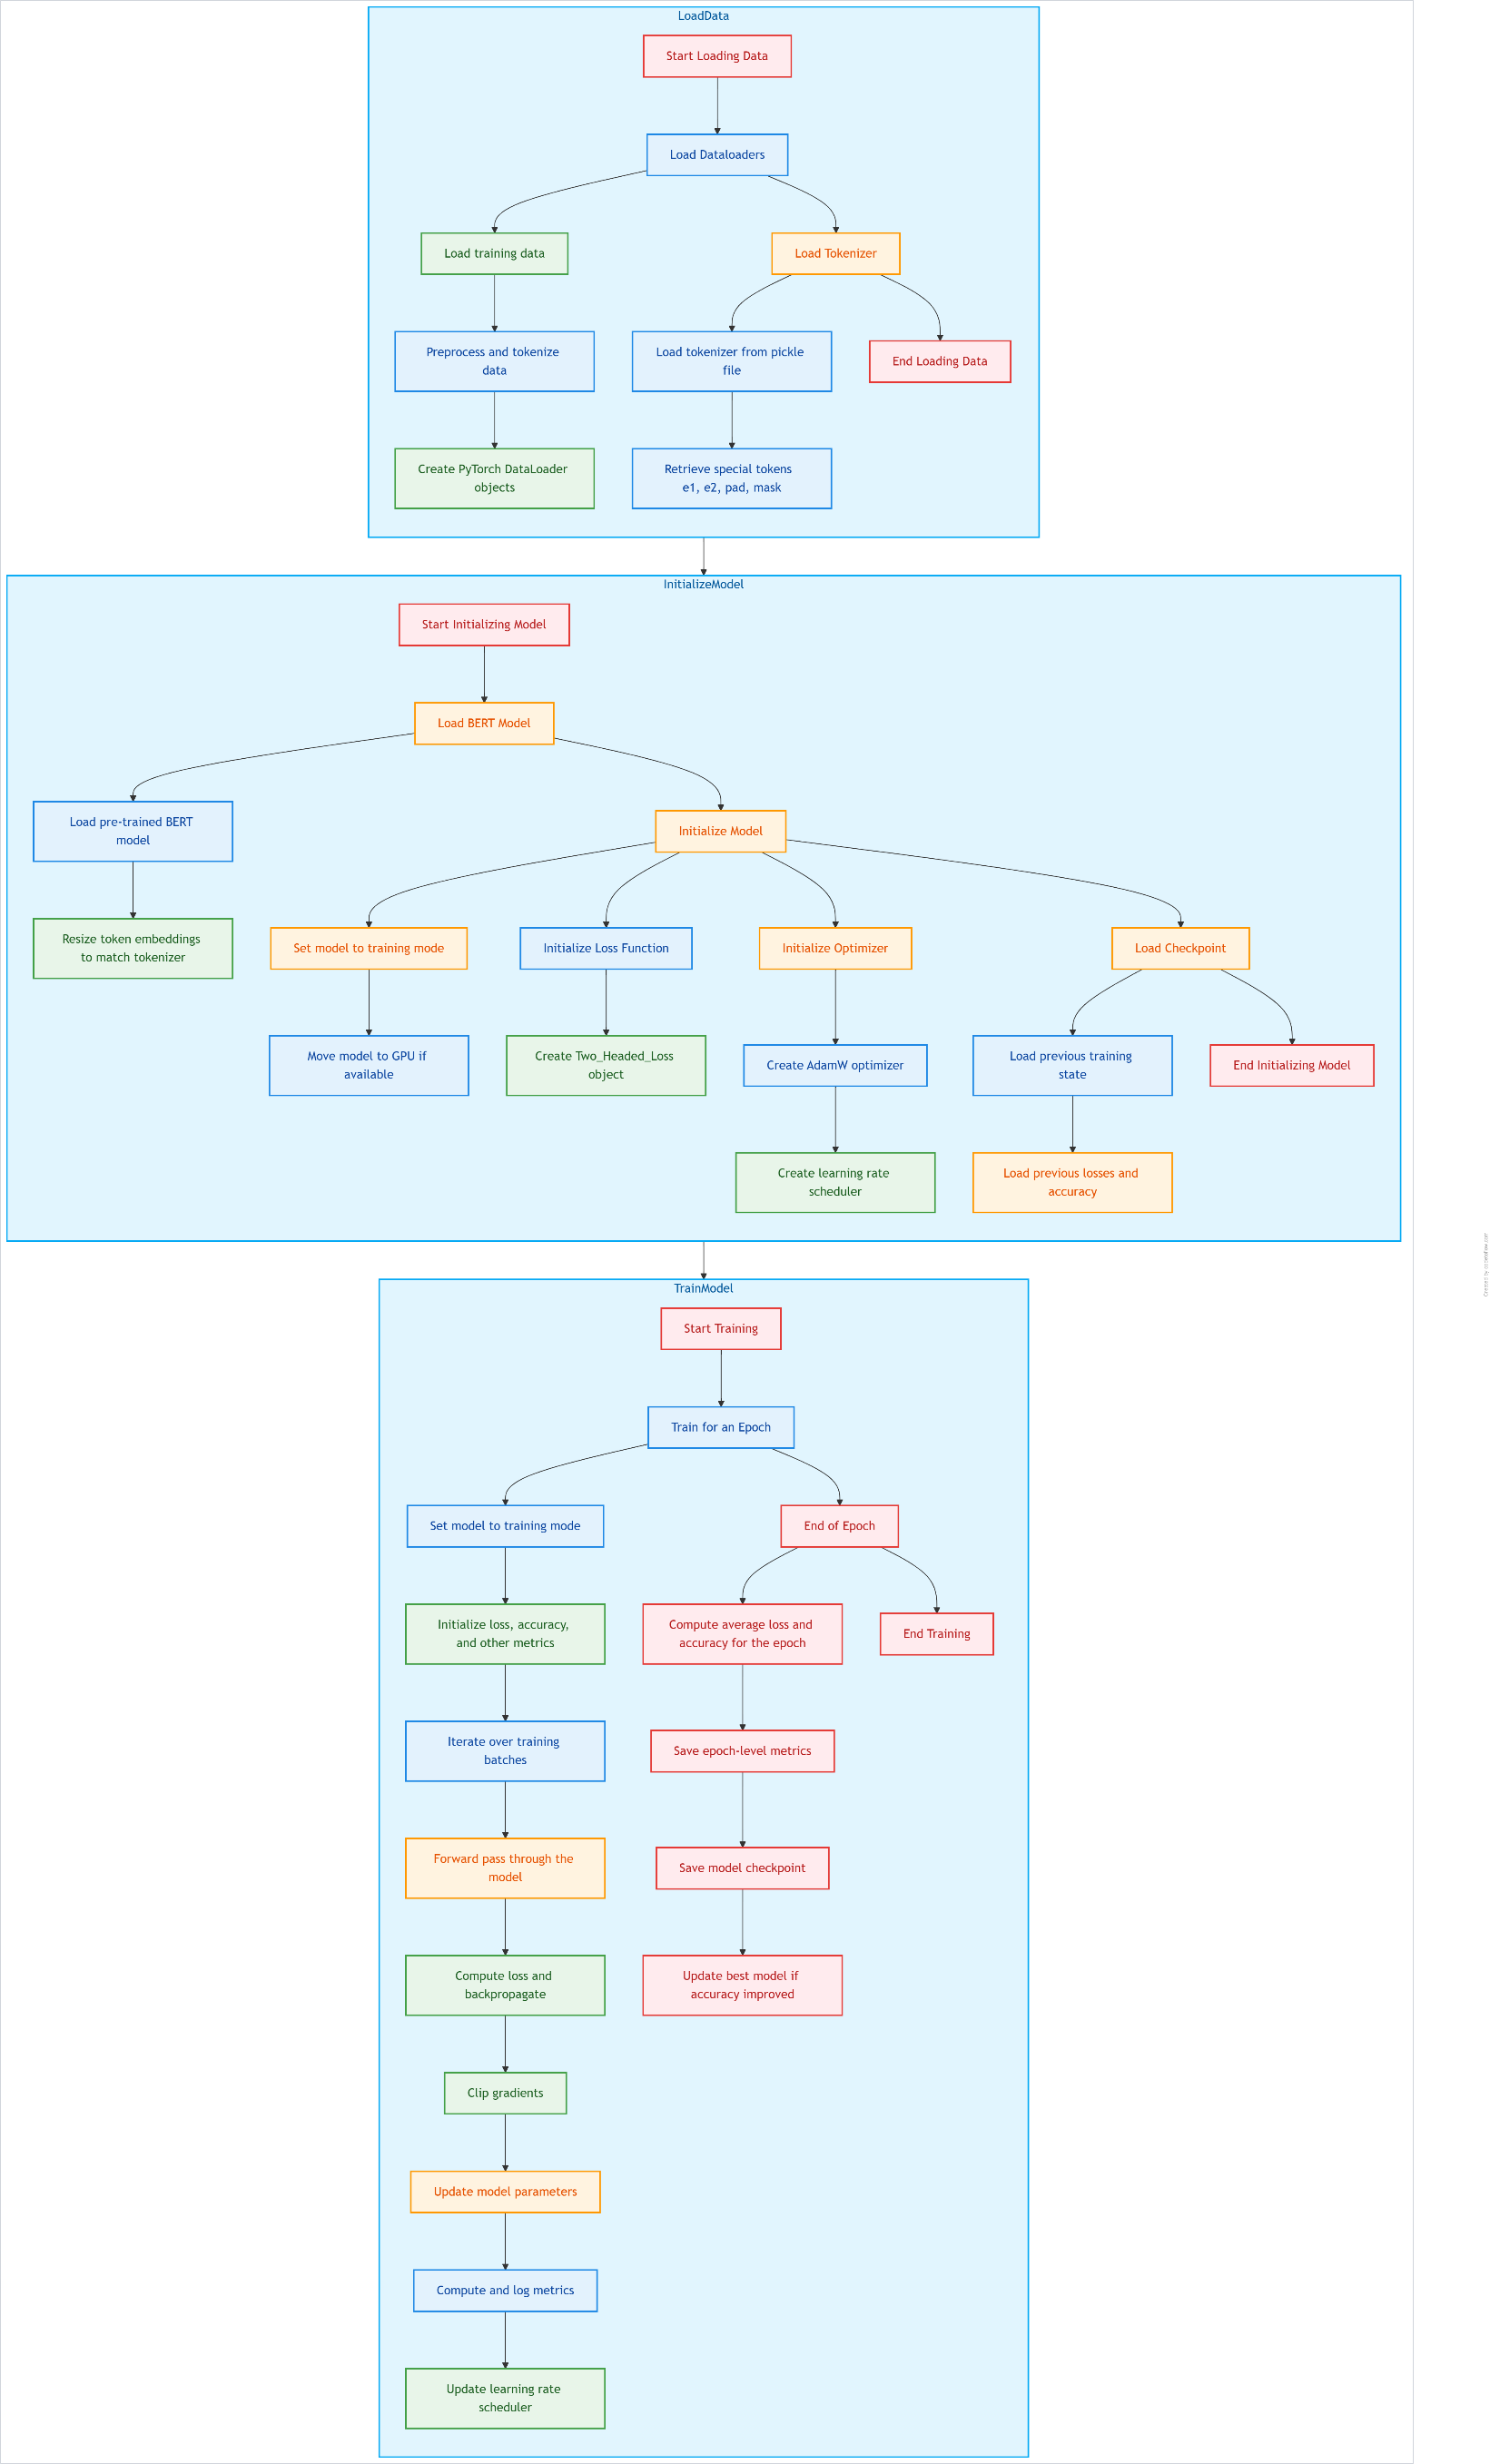 LoadData
Start Loading Data
Load Dataloaders
Load training data
Load Tokenizer
Preprocess and tokenize
data
Load tokenizer from pickle
file
End Loading Data
Create PyTorch DataLoader
objects
Retrieve special tokens
e1, e2, pad, mask
InitializeModel
Start Initializing Model
Load BERT Model
Load pre-trained BERT
model
Initialize Model
Resize token embeddings
to match tokenizer
Set model to training mode
Initialize Loss Function
Initialize Optimizer
Load Checkpoint
Move model to GPU if
available
Create Two_Headed_Loss
object
Create AdamW optimizer
Load previous training
state
End Initializing Model
Create learning rate
scheduler
Load previous losses and
accuracy
TrainModel
Start Training
Train for an Epoch
Set model to training mode
End of Epoch
Initialize loss, accuracy,
and other metrics
Compute average loss and
accuracy for the epoch
End Training
Iterate over training
batches
Save epoch-level metrics
Forward pass through the
model
Save model checkpoint
Compute loss and
backpropagate
Update best model if
accuracy improved
Clip gradients
Update model parameters
Compute and log metrics
Update learning rate
scheduler